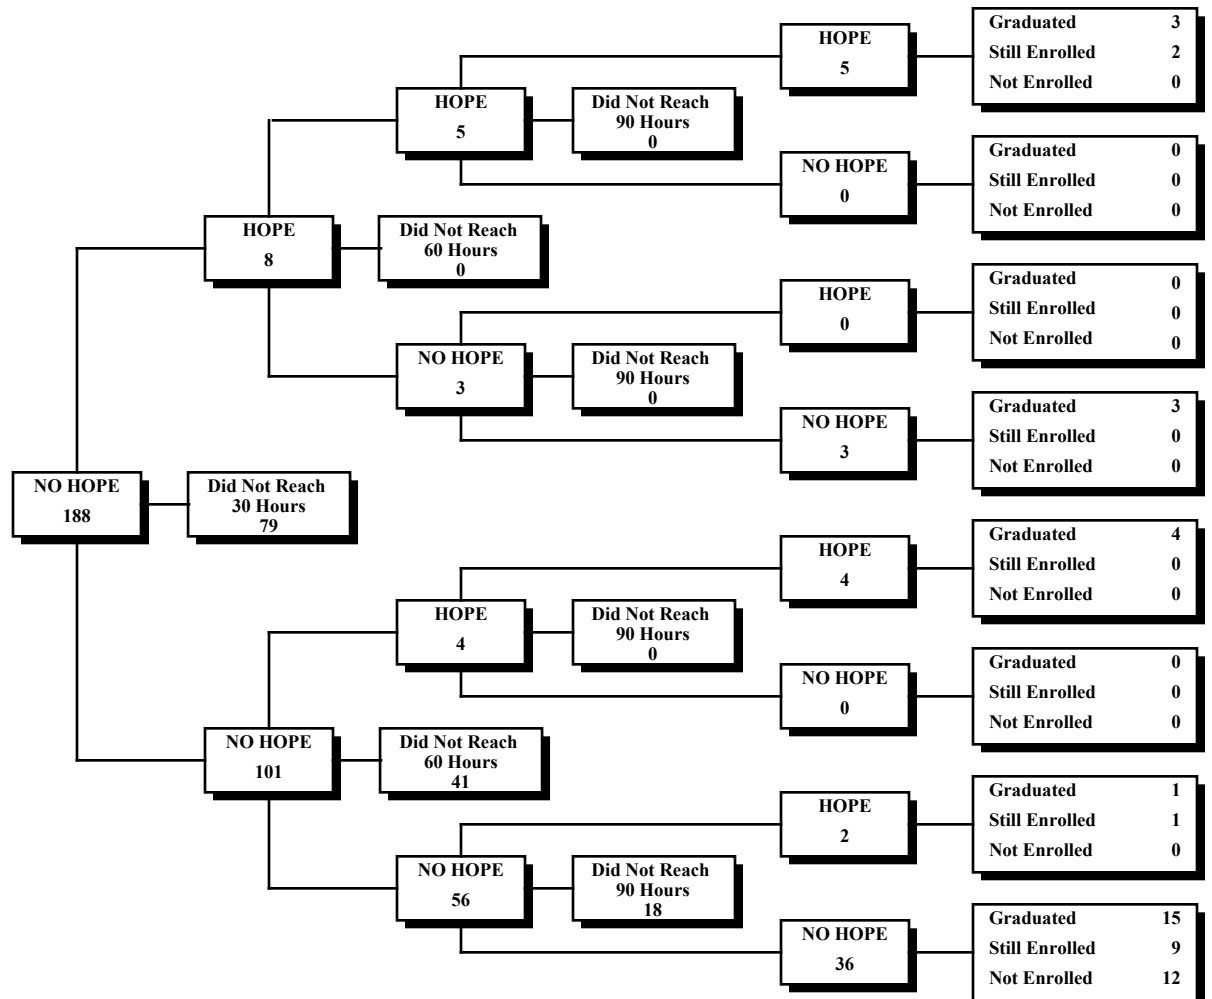 HOPE
5
Graduated 3
Still Enrolled 2
Not Enrolled 0
HOPE
5
Did Not Reach
90 Hours
0
NO HOPE
0
Graduated 0
Still Enrolled 0
Not Enrolled 0
HOPE
8
Did Not Reach
60 Hours
0
HOPE
0
Graduated 0
Still Enrolled 0
Not Enrolled 0
NO HOPE
3
Did Not Reach
90 Hours
0
NO HOPE
3
Graduated 3
Still Enrolled 0
Not Enrolled 0
NO HOPE
188
Did Not Reach
30 Hours
79
HOPE
4
Graduated 4
Still Enrolled 0
Not Enrolled 0
HOPE
4
Did Not Reach
90 Hours
0
NO HOPE
0
Graduated 0
Still Enrolled 0
Not Enrolled 0
NO HOPE
101
Did Not Reach
60 Hours
41
HOPE
2
Graduated 1
Still Enrolled 1
Not Enrolled 0
NO HOPE
56
Did Not Reach
90 Hours
18
NO HOPE
36
Graduated 15
Still Enrolled 9
Not Enrolled 12